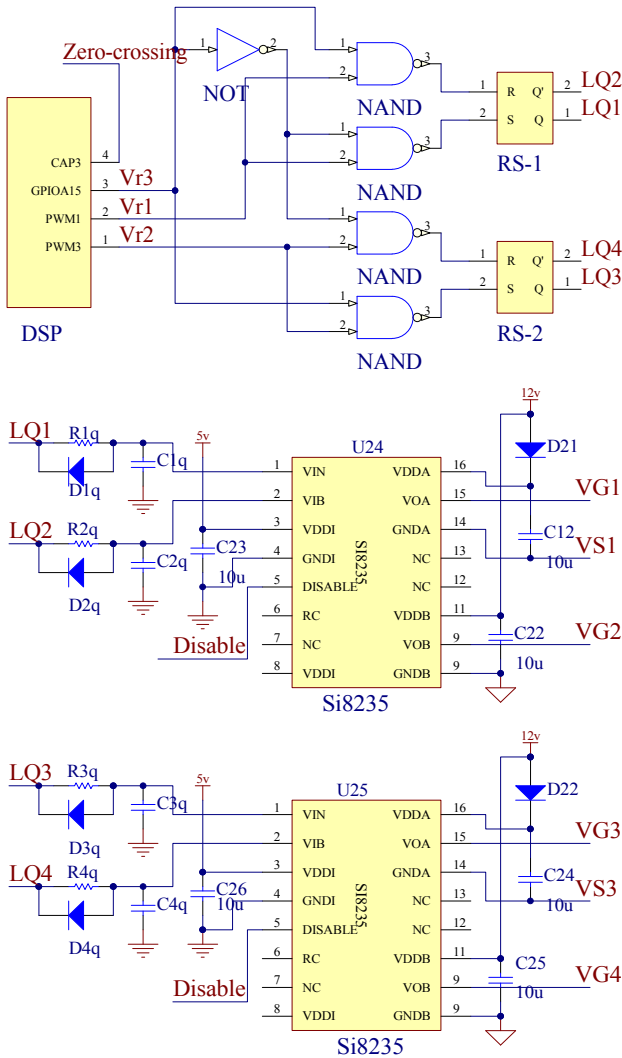 Zero-crossing
1
2
NOT
1
2
3
NAND
1
2
3
NAND
1
2
3
NAND
1
2
3
NAND
CAP3
4
GPIOA15
3
Vr3
PWM1
2
Vr1
PWM3
1
Vr2
DSP
1
R
Q'
2
LQ2
2
S
Q
1
LQ1
RS-1
1
R
Q'
2
LQ4
2
S
Q
1
LQ3
RS-2
LQ1
R1q
D1q
C1q
LQ2
R2q
D2q
C2q
5v
C23
10u
Disable
U24
1
VIN
2
VIB
3
VDDI
4
GNDI
5
DISABLE
6
RC
7
NC
8
VDDI
SI8235
VDDA
16
VOA
15
GNDA
14
NC
13
NC
12
VDDB
11
VOB
9
GNDB
9
Si8235
12v
D21
VG1
C12
10u
VS1
C22
10u
VG2
LQ3
R3q
D3q
C3q
LQ4
R4q
D4q
C4q
5v
C26
10u
Disable
U25
1
VIN
2
VIB
3
VDDI
4
GNDI
5
DISABLE
6
RC
7
NC
8
VDDI
SI8235
VDDA
16
VOA
15
GNDA
14
NC
13
NC
12
VDDB
11
VOB
9
GNDB
9
Si8235
12v
D22
VG3
C24
10u
VS3
C25
10u
VG4